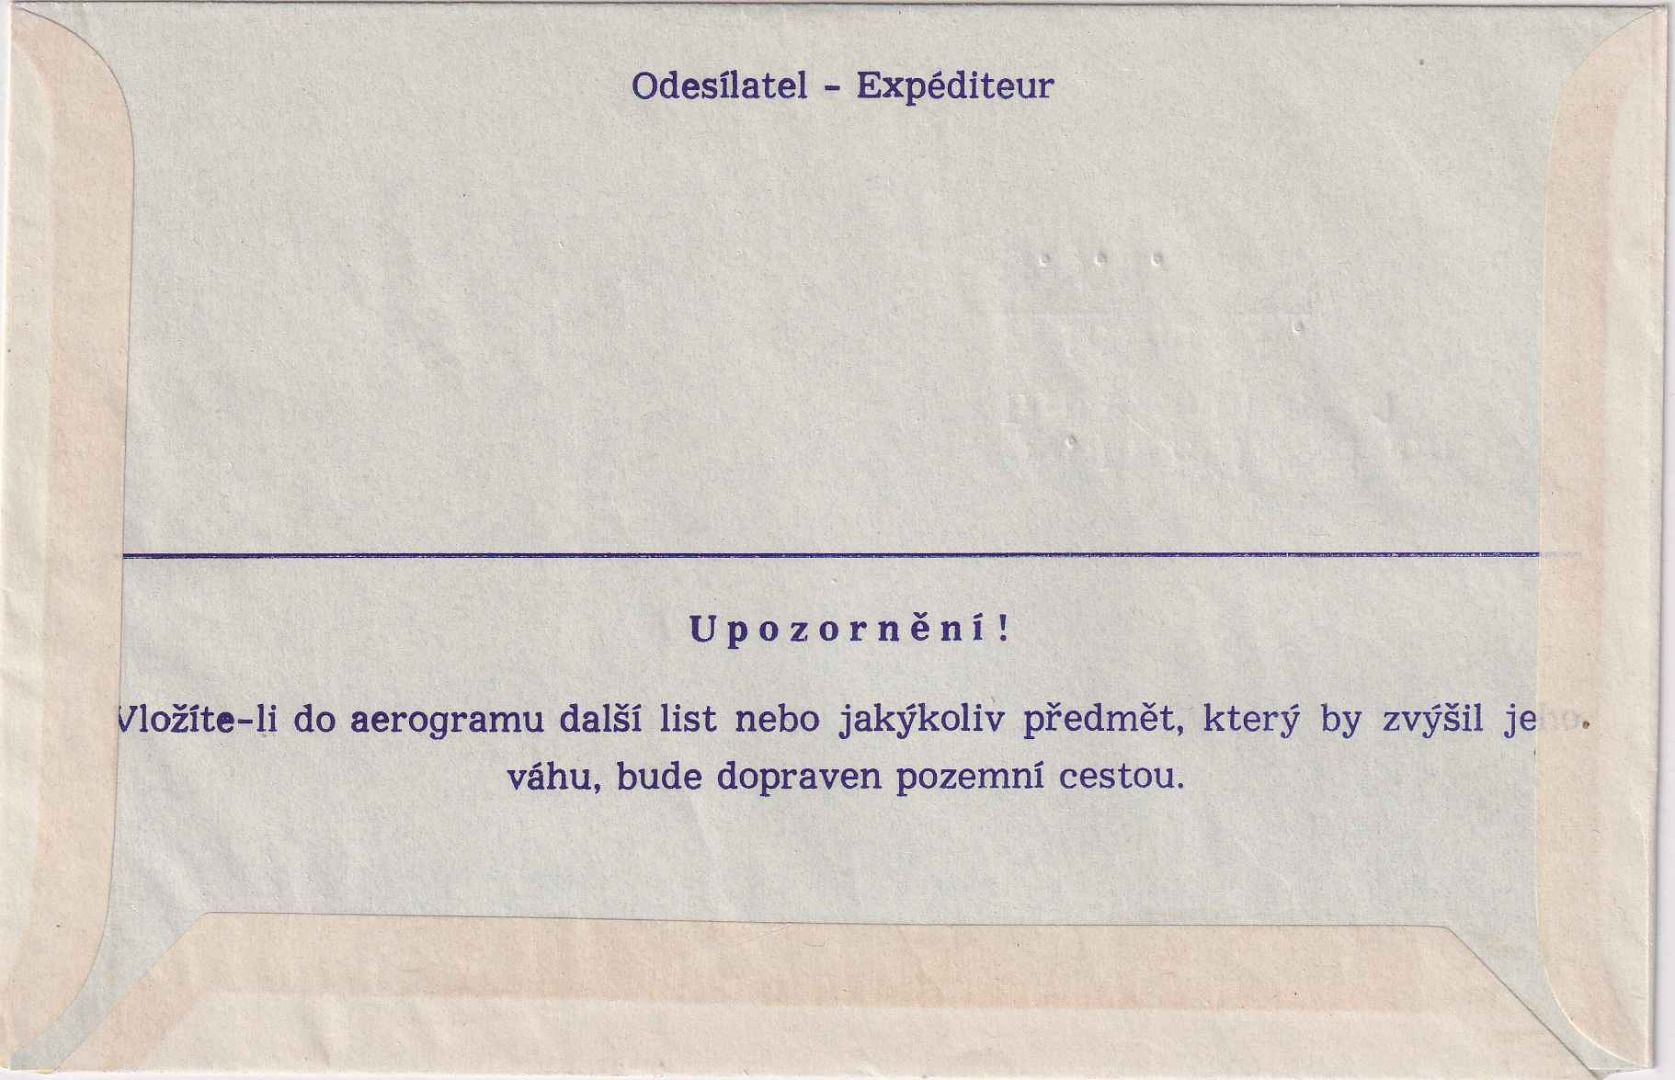 Odesílatel - Expéditeur
Upozornění!
Vložíte-li do aerogramu další list nebo jakýkoliv předmět, který by zvýšil jeho
váhu, bude dopraven pozemní cestou.